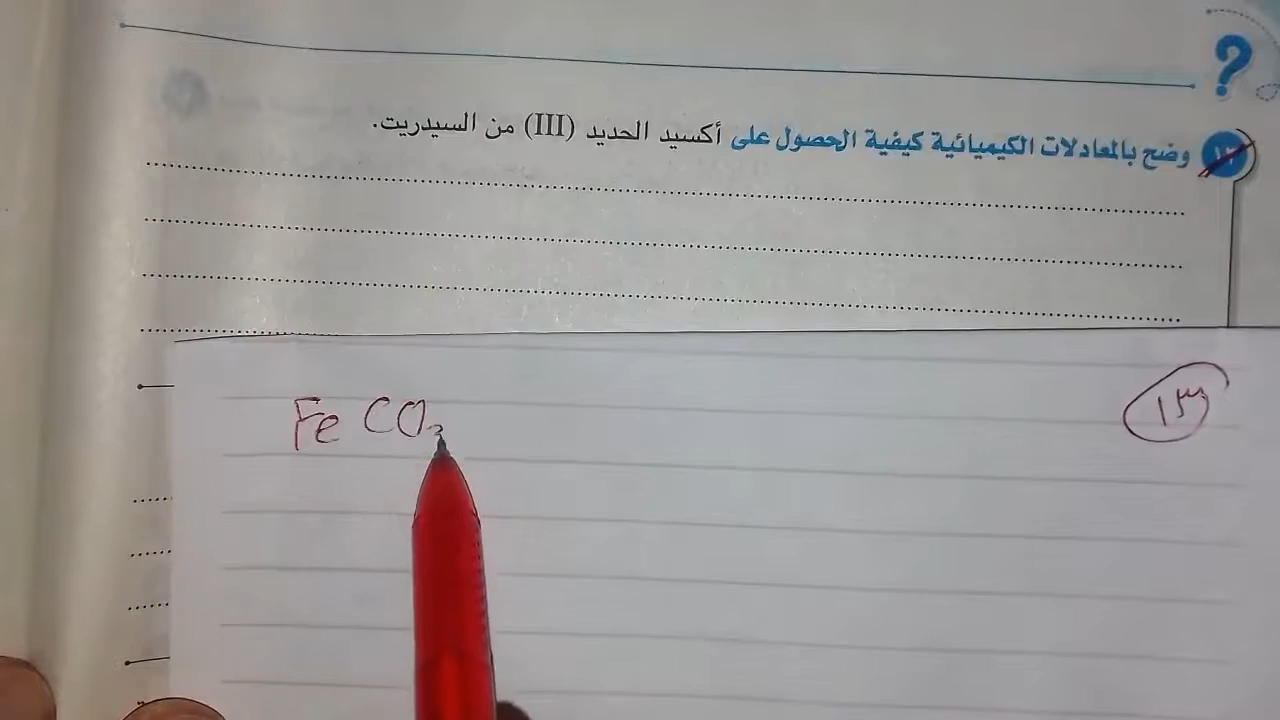 ?
وضح بالمعادلات الكيميائية كيفية الحصول على أكسيد الحديد (III) من السيدريت.
١٣
FeCO3